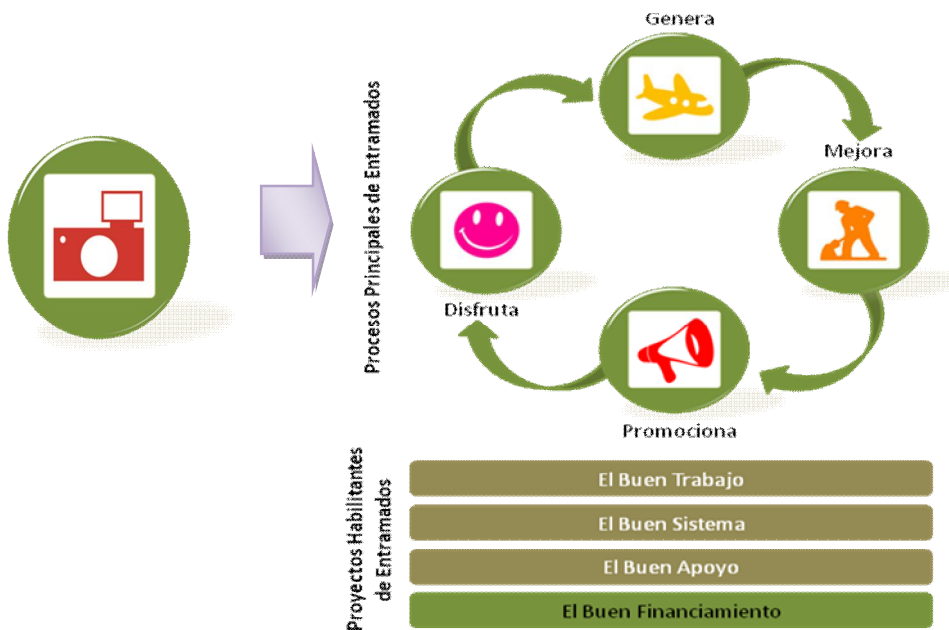 Genera
Mejora
Disfruta
Promociona
Procesos Principales de Entramados
El Buen Trabajo
El Buen Sistema
El Buen Apoyo
El Buen Financiamiento
Proyectos Habilitantes
de Entramados